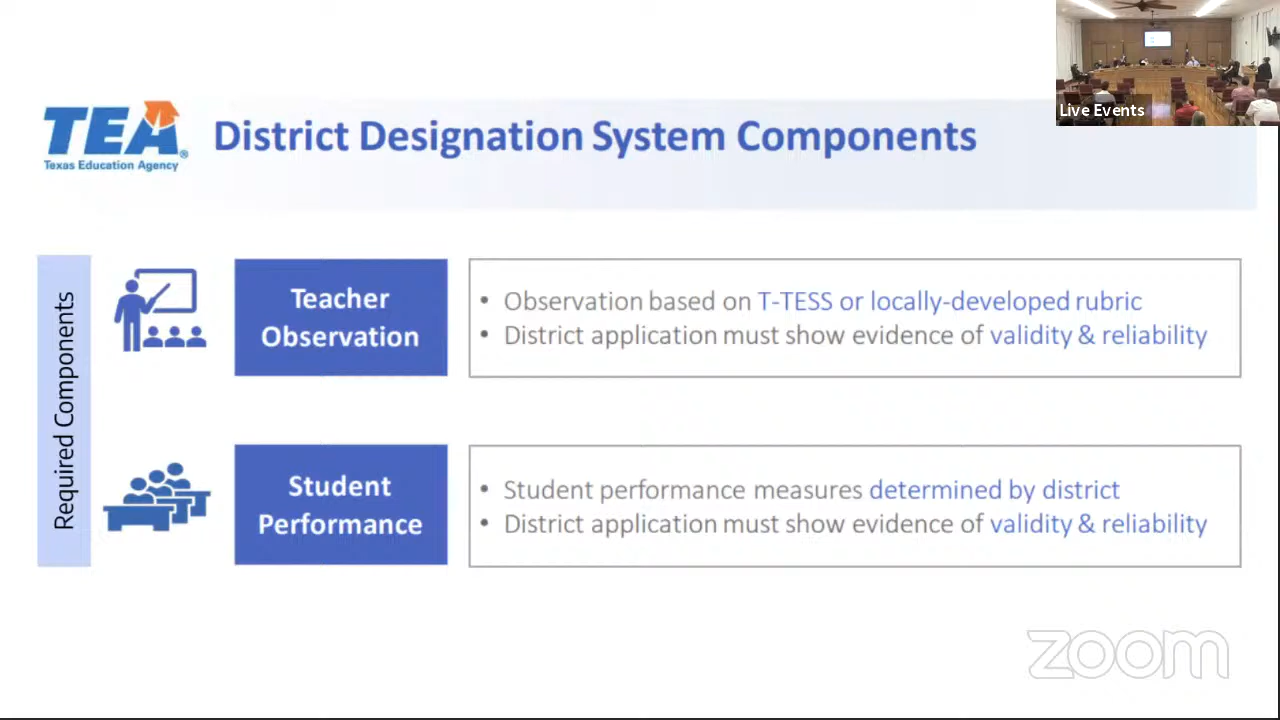 Live Events
TEA®
Texas Education Agency
District Designation System Components
Required Components
Teacher
Observation
• Observation based on T-TESS or locally-developed rubric
• District application must show evidence of validity & reliability
Student
Performance
• Student performance measures determined by district
• District application must show evidence of validity & reliability
zoom